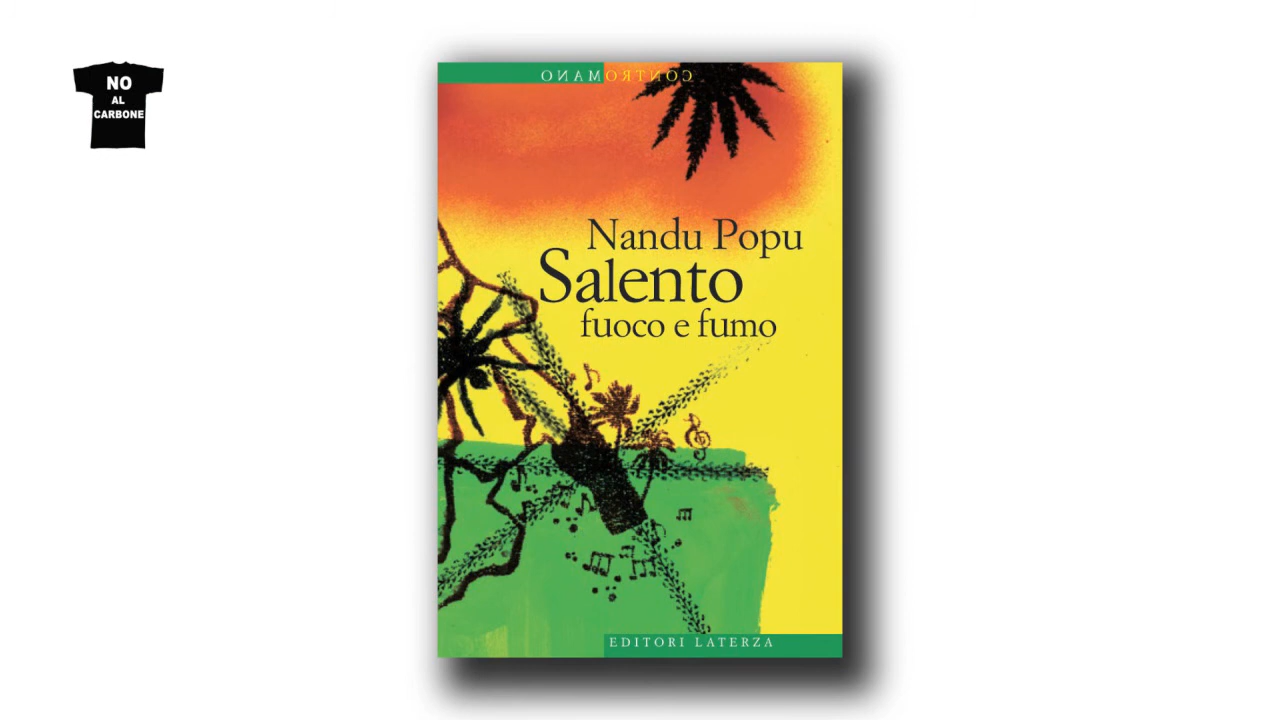 NO
AL
CARBONE
CONTROMANO
Nandu Popu
Salento
fuoco e fumo
EDITORI LATERZA